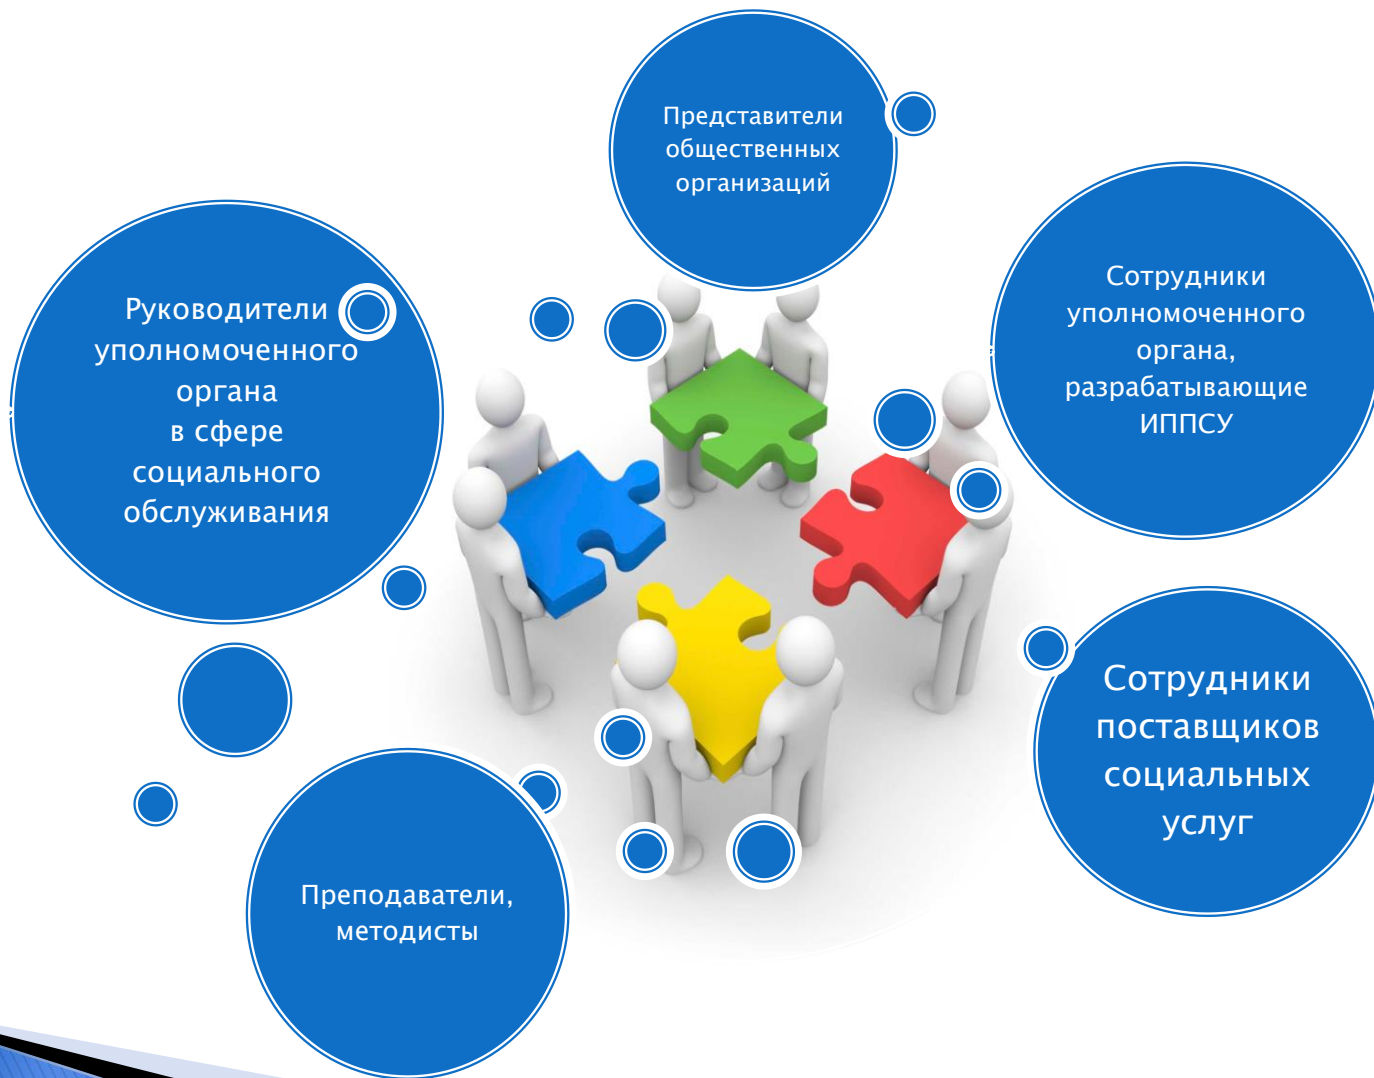 Представители
общественных
организаций
Руководители
уполномоченного
органа
в сфере
социального
обслуживания
Сотрудники
уполномоченного
органа,
разрабатывающие
ИППСУ
Сотрудники
поставщиков
социальных
услуг
Преподаватели,
методисты